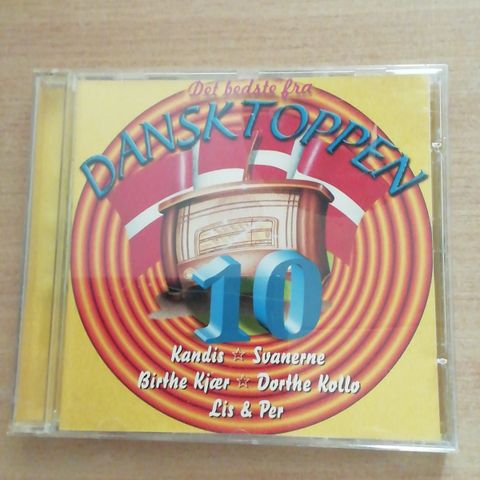 Det bedste fra
DANSKTOPPEN
10
Kandis ☆ Svanerne
Birthe Kjær ☆ Dorthe Kollo
Lis & Per